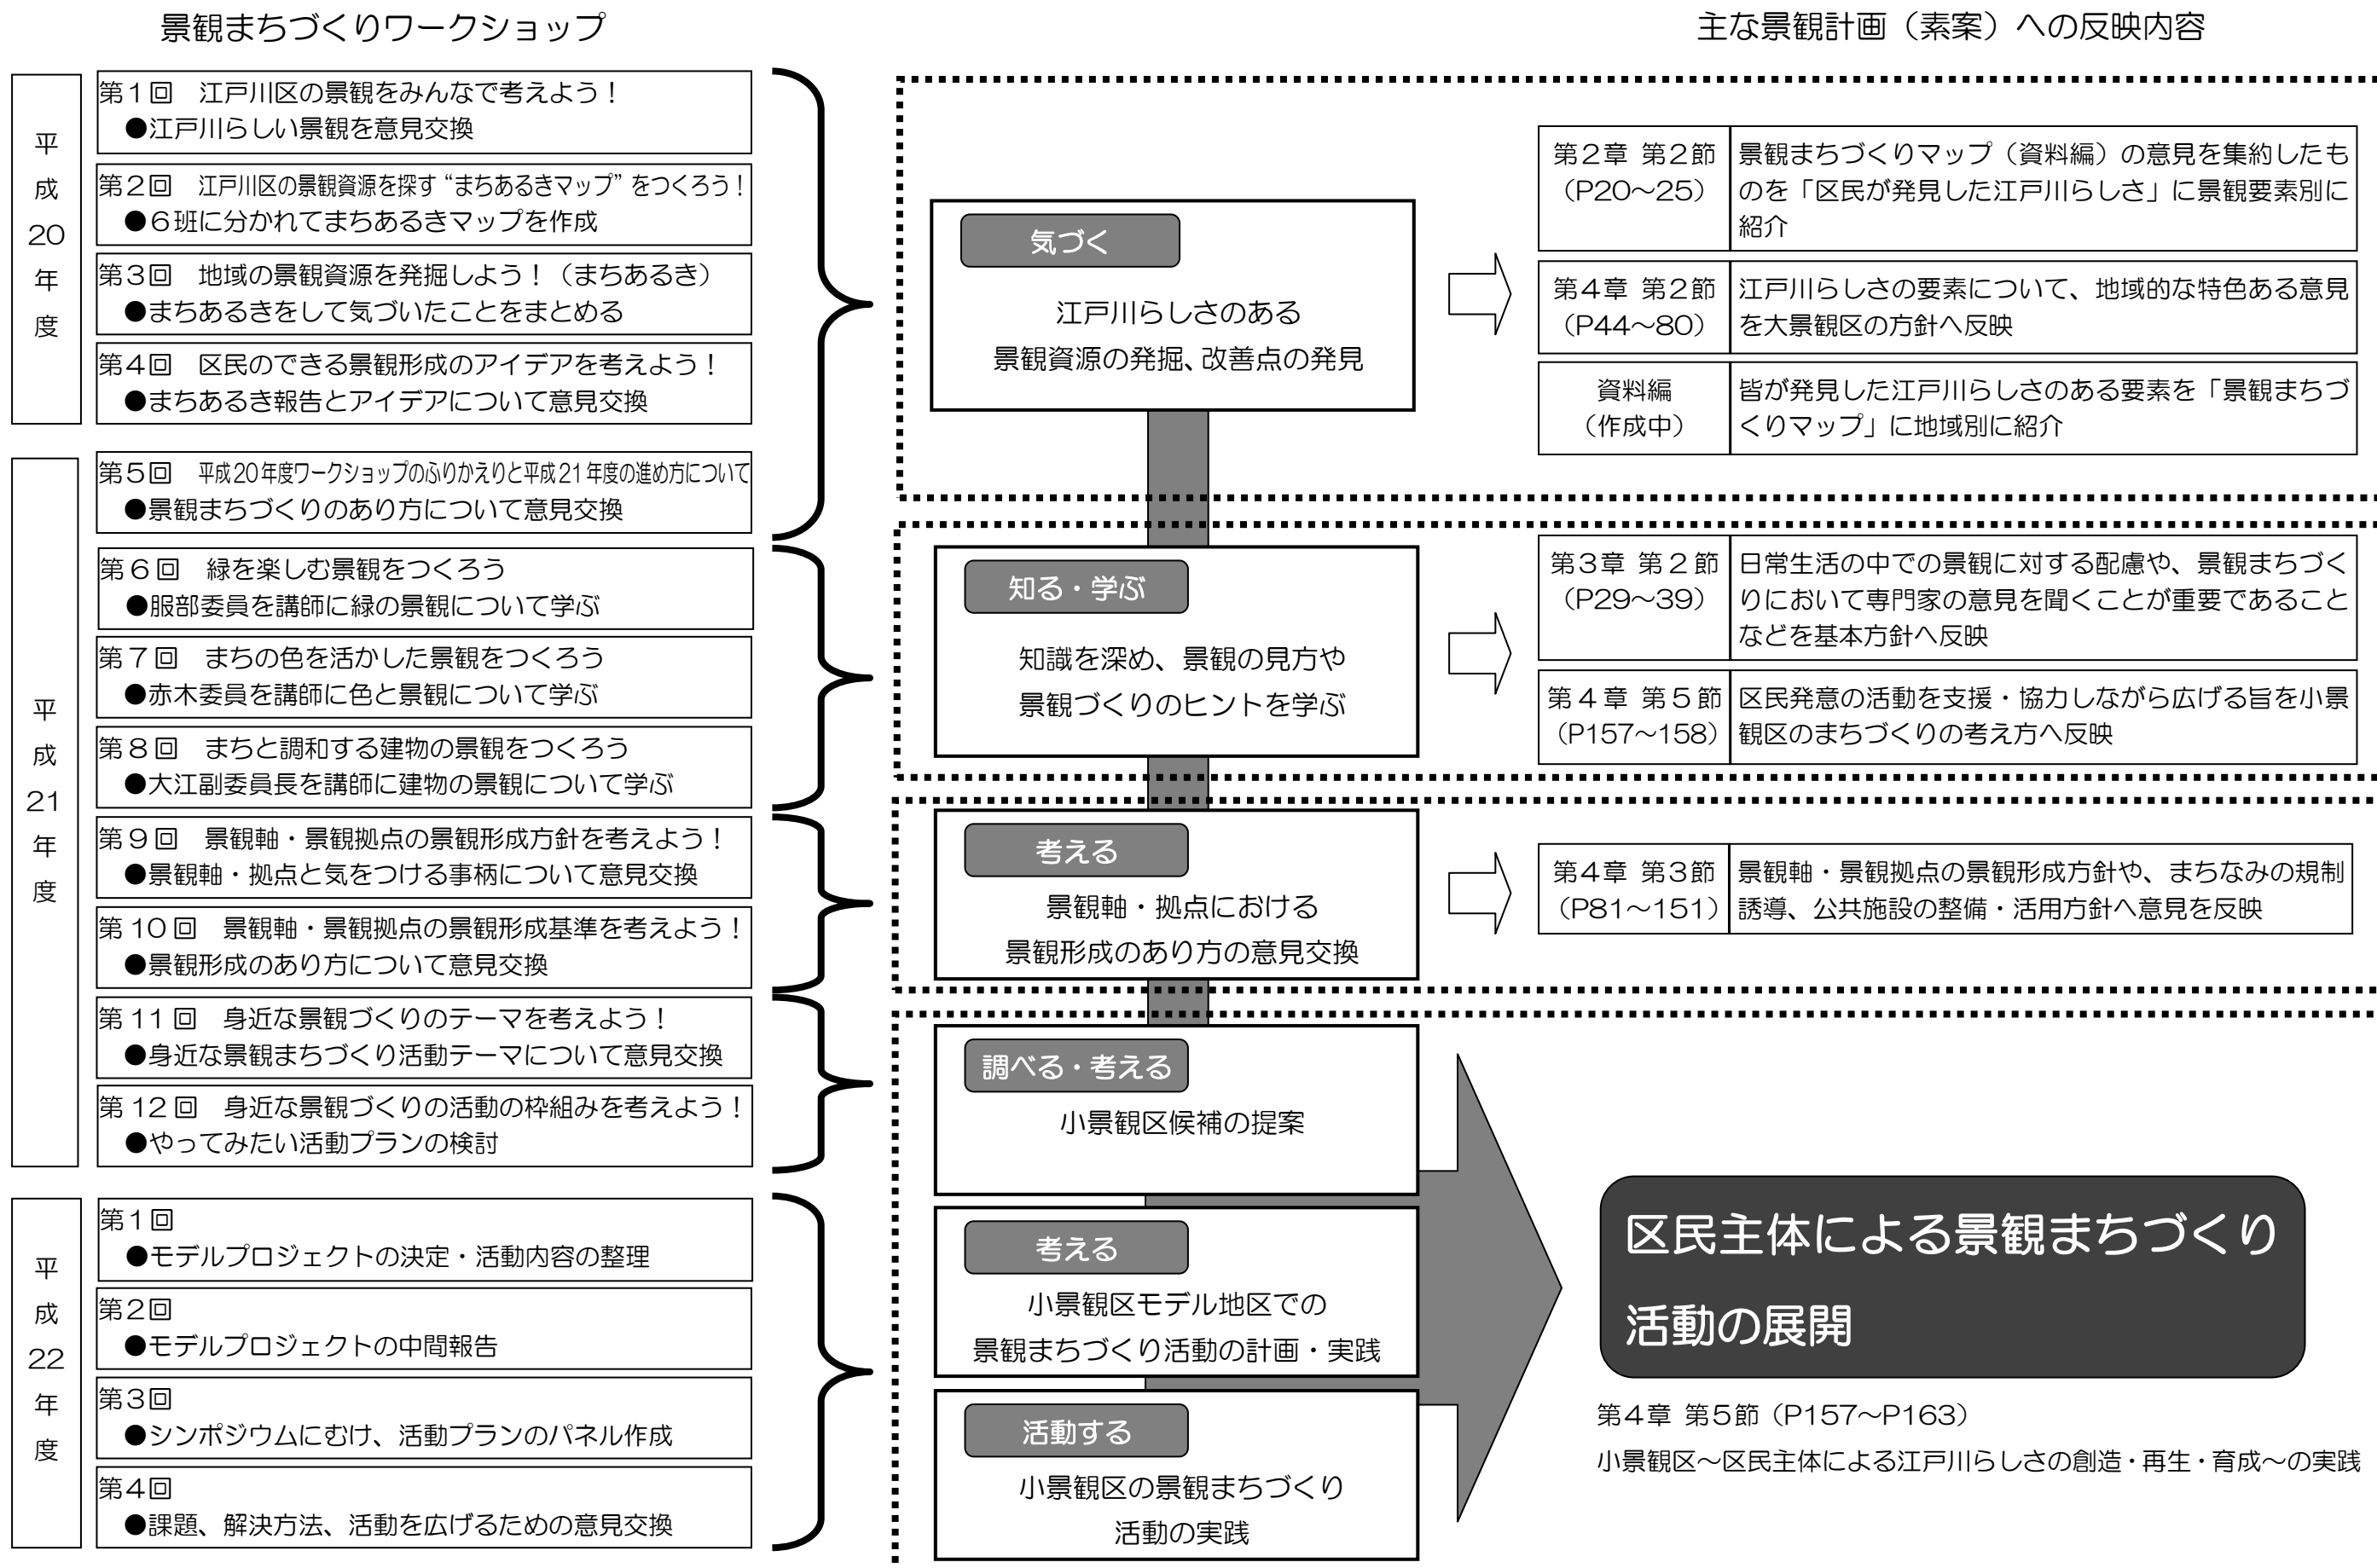 景観まちづくりワークショップ
主な景観計画（素案）への反映内容
平成20年度
第１回　江戸川区の景観をみんなで考えよう！
●江戸川らしい景観を意見交換
第２回　江戸川区の景観資源を探す“まちあるきマップ”をつくろう！
●６班に分かれてまちあるきマップを作成
第３回　地域の景観資源を発掘しよう！（まちあるき）
●まちあるきをして気づいたことをまとめる
第４回　区民のできる景観形成のアイデアを考えよう！
●まちあるき報告とアイデアについて意見交換
平成21年度
第５回　平成20年度ワークショップのふりかえりと平成21年度の進め方について
●景観まちづくりのあり方について意見交換
第６回　緑を楽しむ景観をつくろう
●服部委員を講師に緑の景観について学ぶ
第７回　まちの色を活かした景観をつくろう
●赤木委員を講師に色と景観について学ぶ
第８回　まちと調和する建物の景観をつくろう
●大江副委員長を講師に建物の景観について学ぶ
第９回　景観軸・景観拠点の景観形成方針を考えよう！
●景観軸・拠点と気をつける事柄について意見交換
第10回　景観軸・景観拠点の景観形成基準を考えよう！
●景観形成のあり方について意見交換
第11回　身近な景観づくりのテーマを考えよう！
●身近な景観まちづくり活動テーマについて意見交換
第12回　身近な景観づくりの活動の枠組みを考えよう！
●やってみたい活動プランの検討
平成22年度
第１回
●モデルプロジェクトの決定・活動内容の整理
第２回
●モデルプロジェクトの中間報告
第３回
●シンポジウムにむけ、活動プランのパネル作成
第４回
●課題、解決方法、活動を広げるための意見交換
気づく
江戸川らしさのある
景観資源の発掘、改善点の発見
第２章 第２節
（P20～25）
景観まちづくりマップ（資料編）の意見を集約したも
のを「区民が発見した江戸川らしさ」に景観要素別に
紹介
第４章 第２節
（P44～80）
江戸川らしさの要素について、地域的な特色ある意見
を大景観区の方針へ反映
資料編
（作成中）
皆が発見した江戸川らしさのある要素を「景観まちづ
くりマップ」に地域別に紹介
知る・学ぶ
知識を深め、景観の見方や
景観づくりのヒントを学ぶ
第３章 第２節
（P29～39）
日常生活の中での景観に対する配慮や、景観まちづく
りにおいて専門家の意見を聞くことが重要であること
などを基本方針へ反映
第４章 第５節
（P157～158）
区民発意の活動を支援・協力しながら広げる旨を小景
観区のまちづくりの考え方へ反映
考える
景観軸・拠点における
景観形成のあり方の意見交換
第４章 第３節
（P81～151）
景観軸・景観拠点の景観形成方針や、まちなみの規制
誘導、公共施設の整備・活用方針へ意見を反映
調べる・考える
小景観区候補の提案
考える
小景観区モデル地区での
景観まちづくり活動の計画・実践
活動する
小景観区の景観まちづくり
活動の実践
区民主体による景観まちづくり
活動の展開
第４章 第５節（P157～P163）
小景観区～区民主体による江戸川らしさの創造・再生・育成～の実践